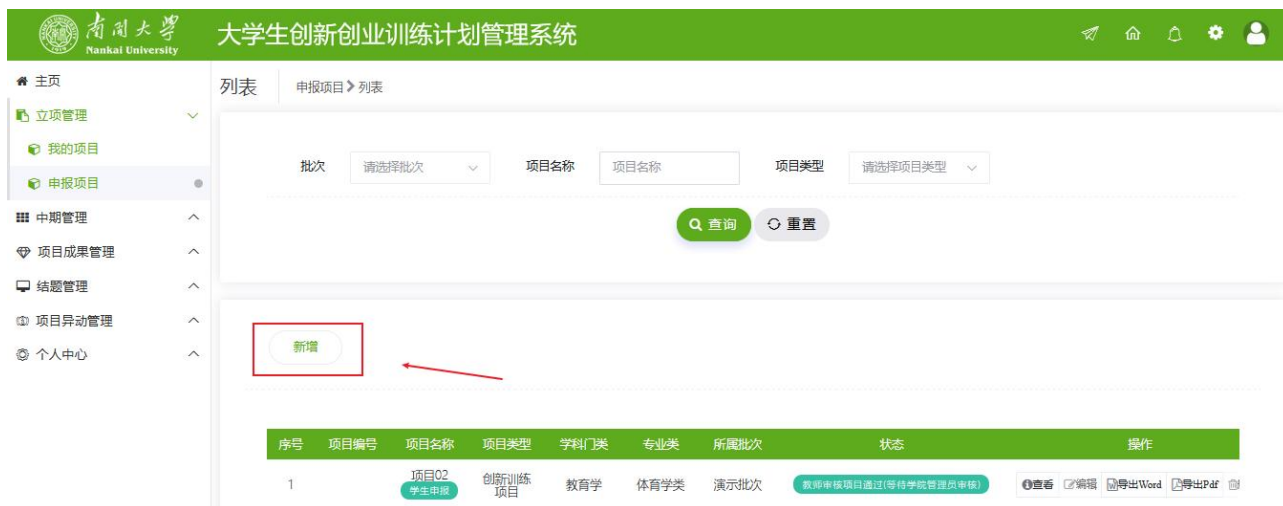 南開大學 大学生创新创业训练计划管理系统
Nankai University
主页
列表 申报项目 列表
立项管理
我的项目
批次 请选择批次 项目名称 项目名称 项目类型 请选择项目类型
申报项目
中期管理
查询 重置
项目成果管理
结题管理
项目异动管理
新增
个人中心
序号 项目编号 项目名称 项目类型 学科门类 专业类 所属批次 状态 操作
1 项目02 学生申报 创新训练项目 教育学 体育学类 演示批次 教师审核项目通过(等待学院管理员审核) 查看 编辑 导出Word 导出Pdf